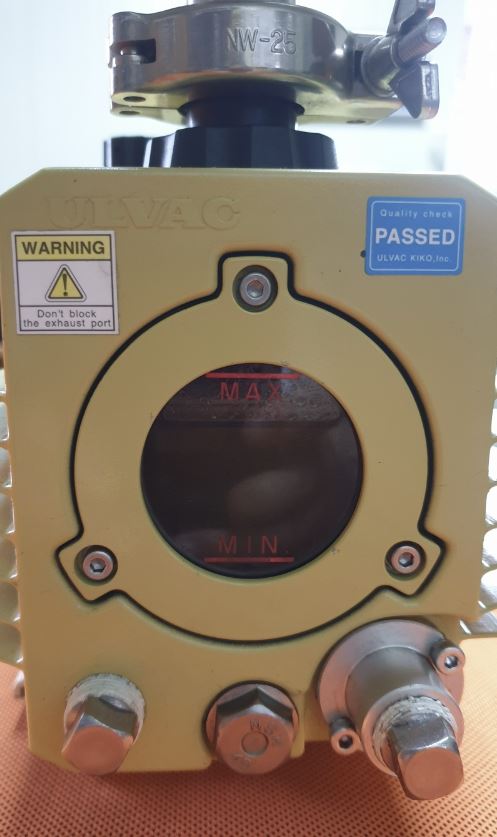 NW-25
ULVAC
WARNING
Don't block
the exhaust port
Quality check
PASSED
ULVAC KIKO,Inc.
MAX.
MIN.